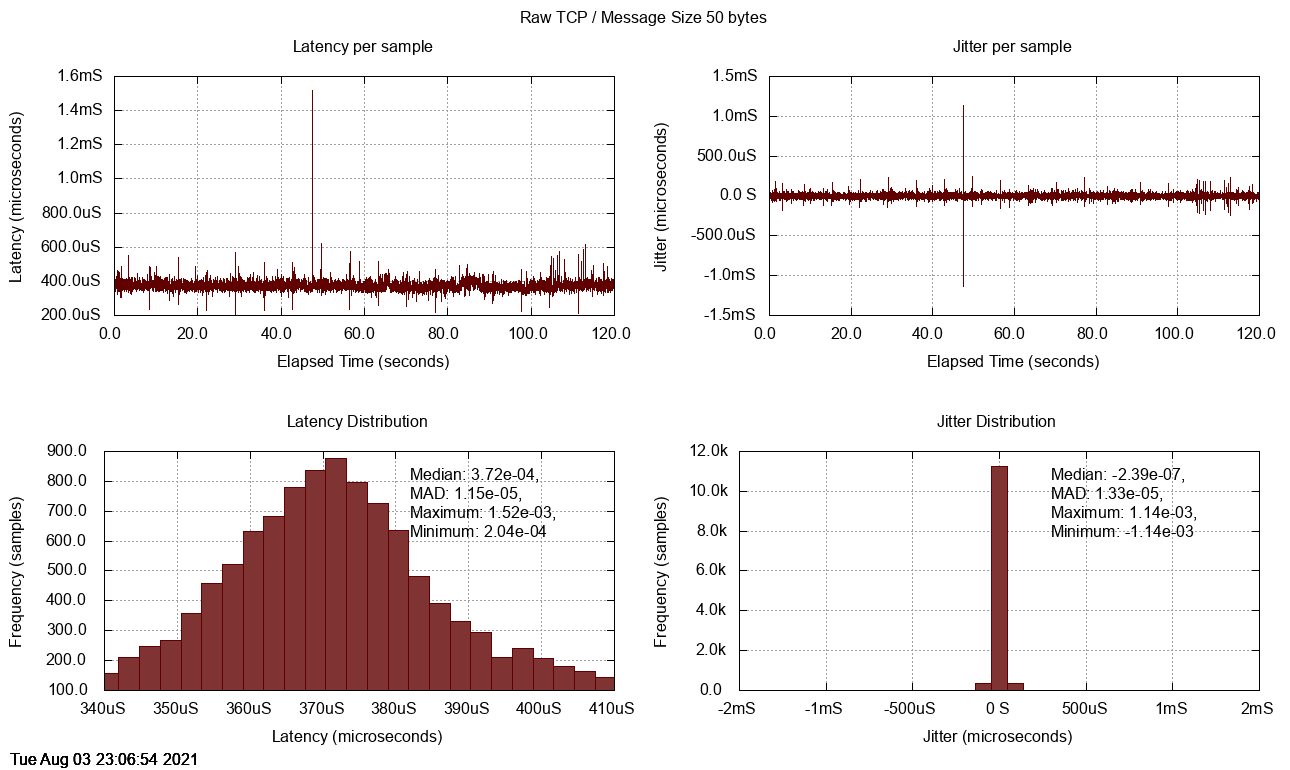 Raw TCP / Message Size 50 bytes
Latency per sample
1.6mS
1.4mS
1.2mS
1.0mS
800.0uS
600.0uS
400.0uS
200.0uS
Latency (microseconds)
0.0 20.0 40.0 60.0 80.0 100.0 120.0
Elapsed Time (seconds)
Jitter per sample
1.5mS
1.0mS
500.0uS
0.0 S
-500.0uS
-1.0mS
-1.5mS
Jitter (microseconds)
0.0 20.0 40.0 60.0 80.0 100.0 120.0
Elapsed Time (seconds)
Latency Distribution
900.0
800.0
700.0
600.0
500.0
400.0
300.0
200.0
100.0
Frequency (samples)
Median: 3.72e-04,
MAD: 1.15e-05,
Maximum: 1.52e-03,
Minimum: 2.04e-04
340uS 350uS 360uS 370uS 380uS 390uS 400uS 410uS
Latency (microseconds)
Jitter Distribution
12.0k
10.0k
8.0k
6.0k
4.0k
2.0k
0.0
Frequency (samples)
Median: -2.39e-07,
MAD: 1.33e-05,
Maximum: 1.14e-03,
Minimum: -1.14e-03
-2mS -1mS -500uS 0 S 500uS 1mS 2mS
Jitter (microseconds)
Tue Aug 03 23:06:54 2021